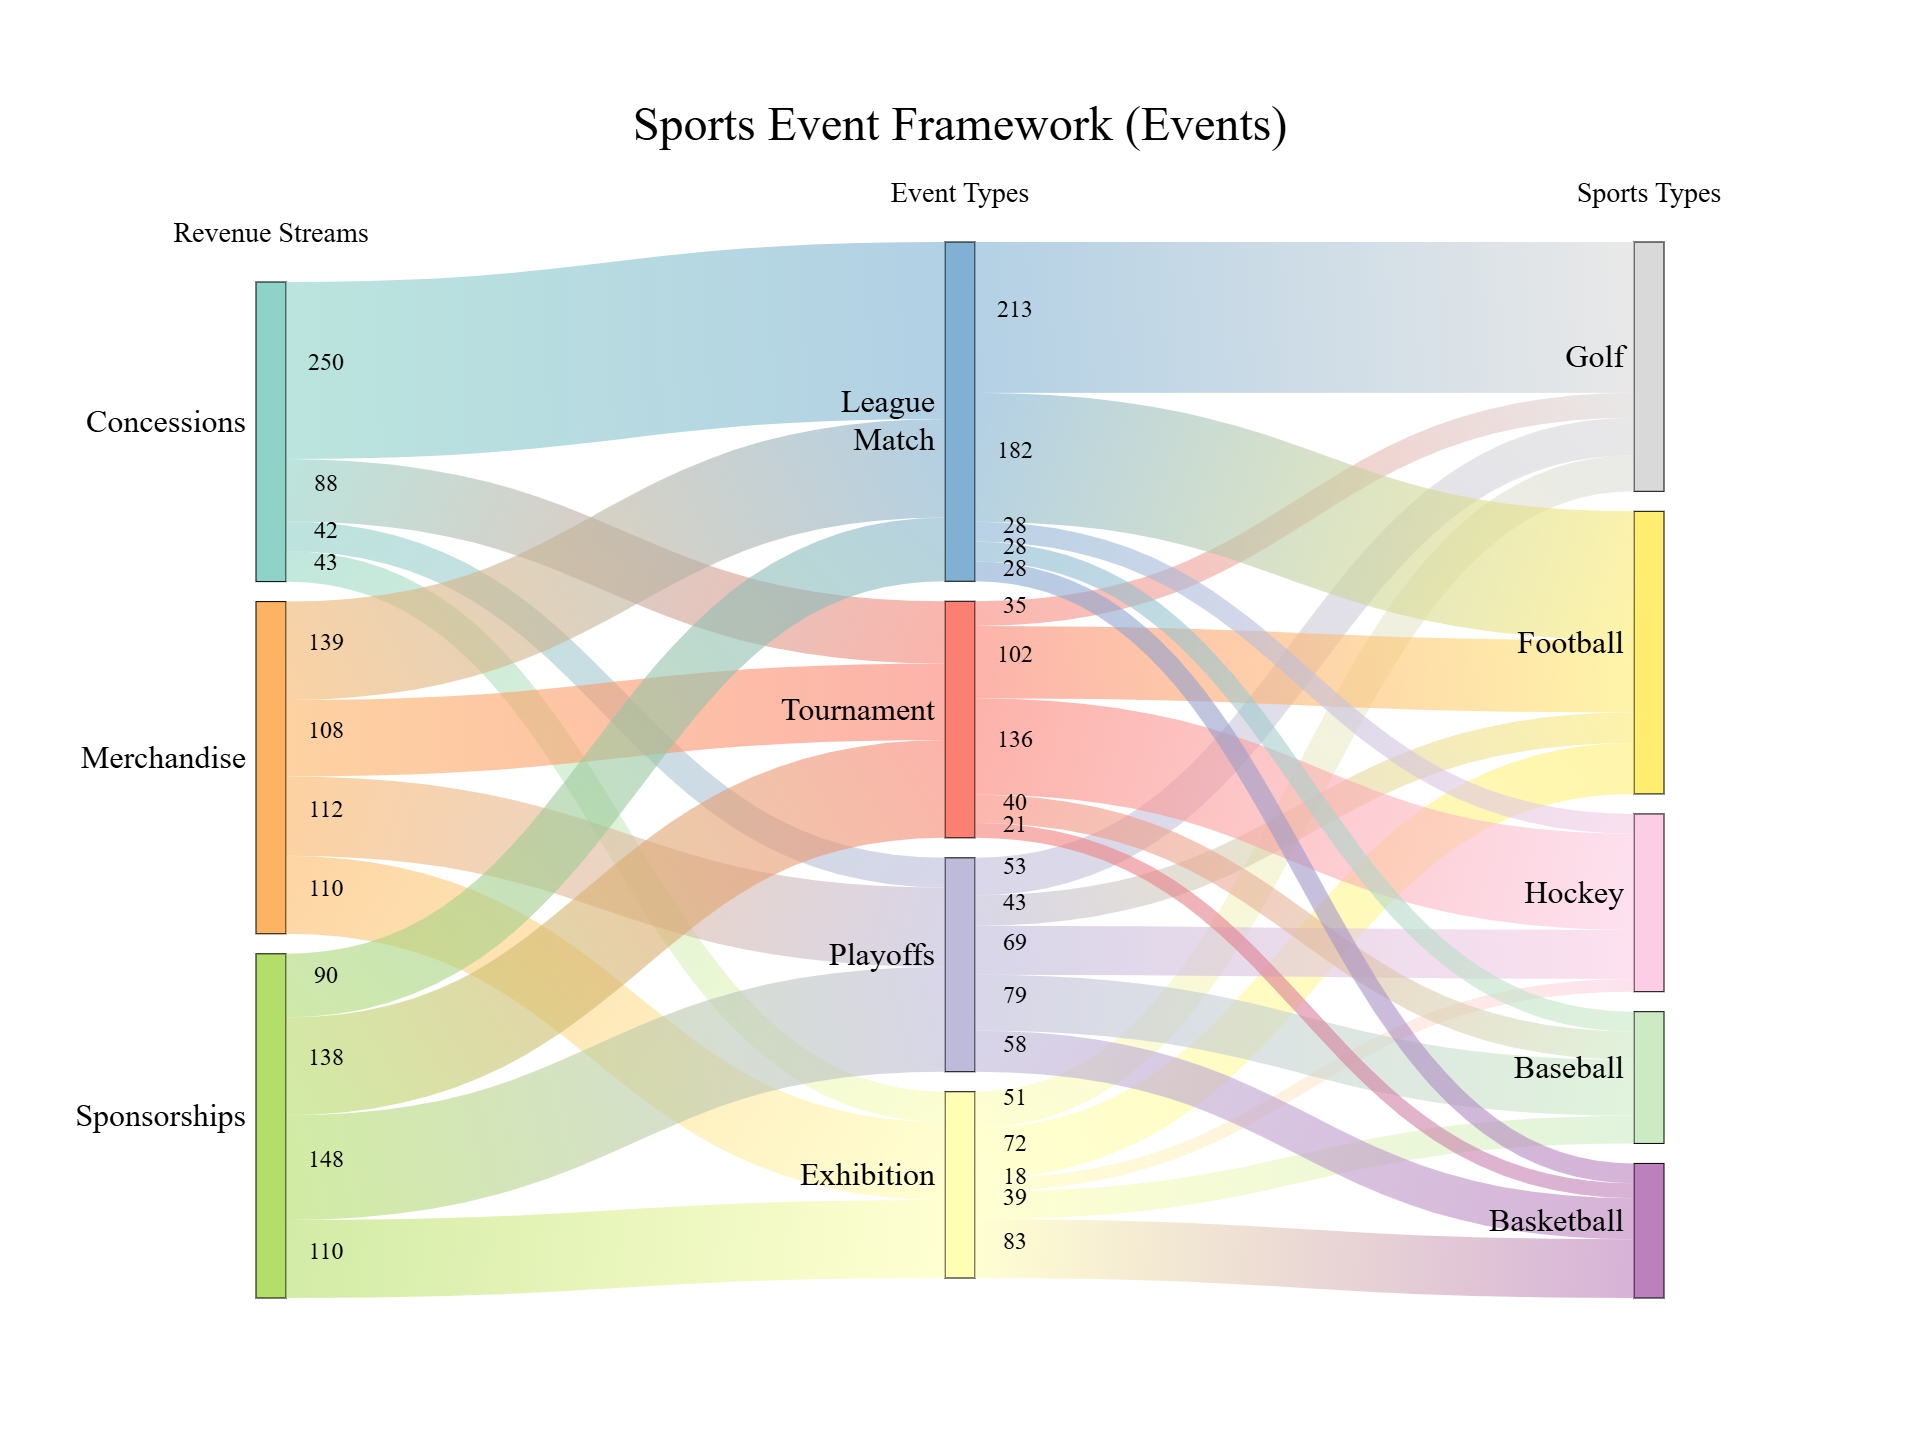 Sports Event Framework (Events)
Revenue Streams
Event Types
Sports Types
Concessions
250
88
42
43
Merchandise
139
108
112
110
Sponsorships
90
138
148
110
League
Match
213
182
28
28
28
Tournament
35
102
136
40
21
Playoffs
53
43
69
79
58
Exhibition
51
72
18
39
83
Golf
Football
Hockey
Baseball
Basketball